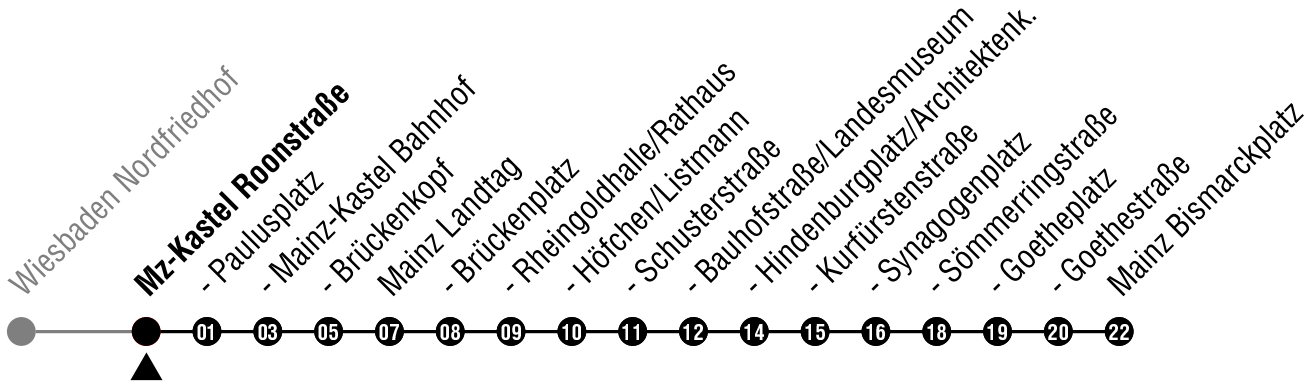 Wiesbaden Nordfriedhof
Mz-Kastel Roonstraße
- Paulusplatz
- Mainz-Kastel Bahnhof
- Brückenkopf
Mainz Landtag
- Brückenplatz
- Rheingoldhalle/Rathaus
- Höfchen/Listmann
- Schusterstraße
- Bauhofstraße/Landesmuseum
- Hindenburgplatz/Architektenk.
- Kurfürstenstraße
- Synagogenplatz
- Sömmerringstraße
- Goetheplatz
- Goethestraße
Mainz Bismarckplatz
01 03 05 07 08 09 10 11 12 14 15 16 18 19 20 22